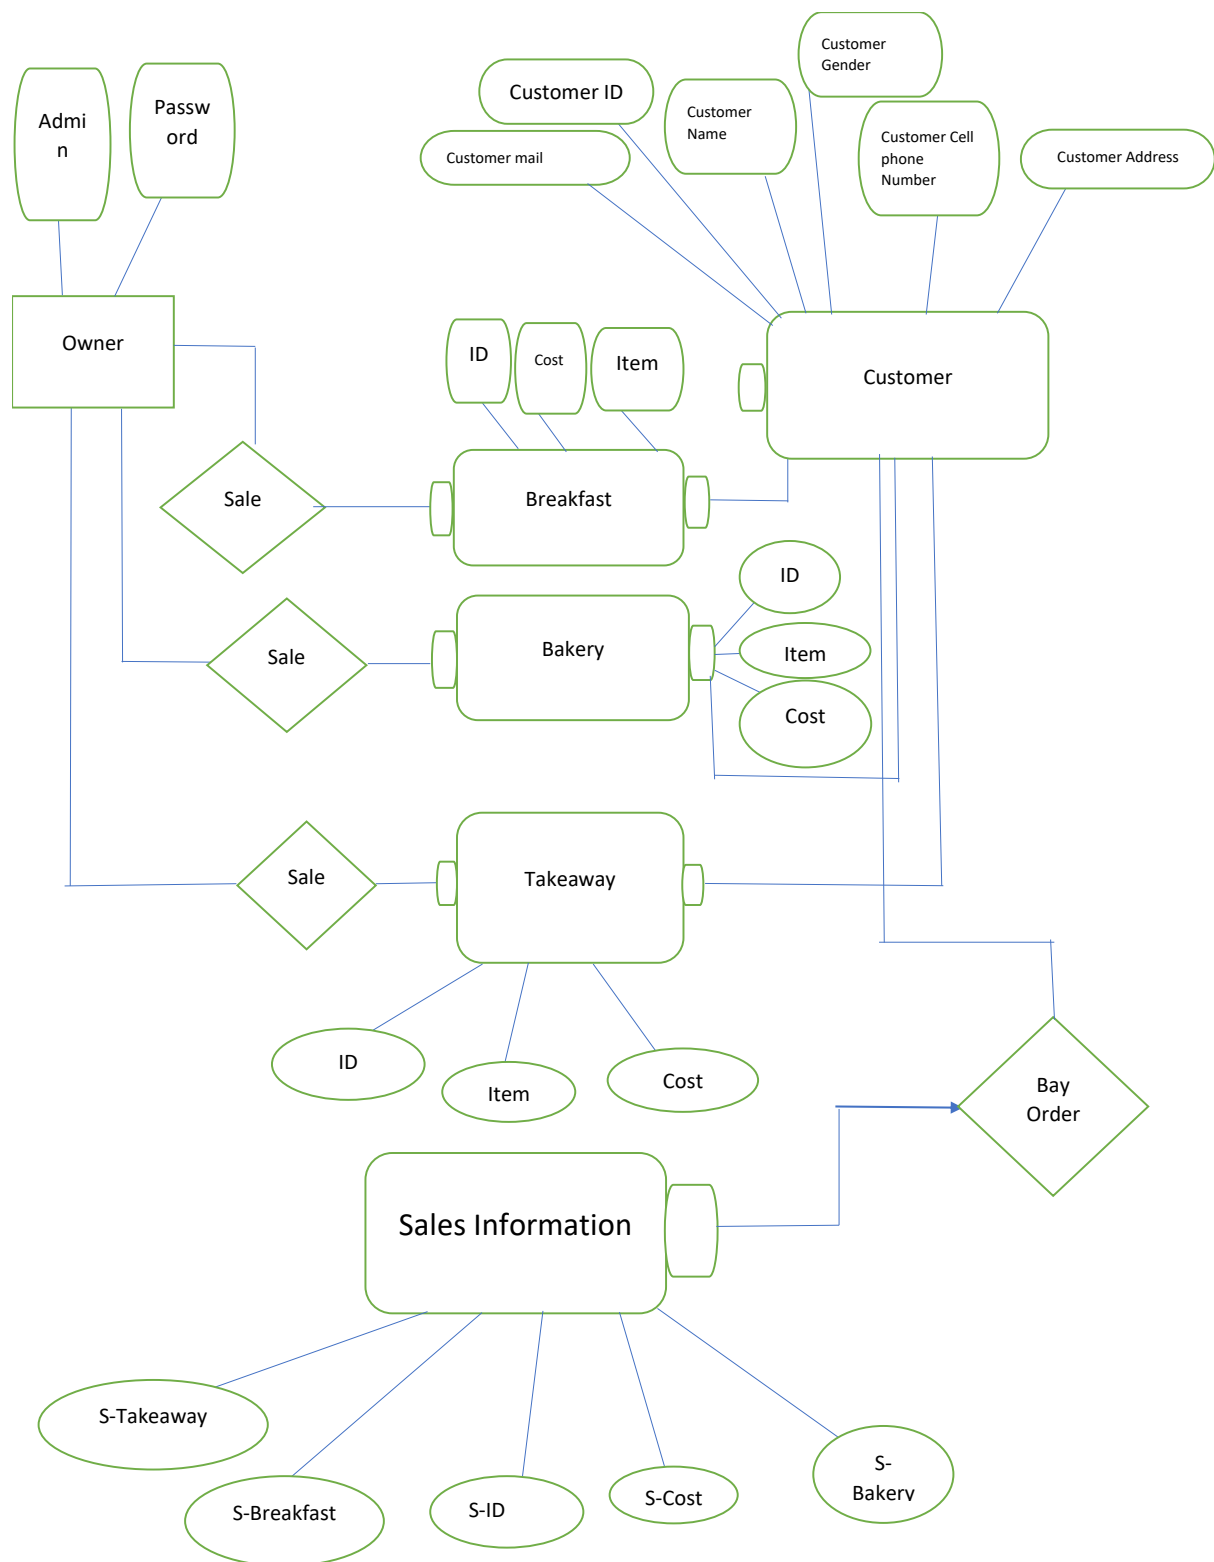 Customer
Gender
Passw
ord
Customer ID
Customer
Name
Admi
n
Customer Cell
phone
Number
Customer mail
Customer Address
Owner
ID
Cost
Item
Customer
Sale
Breakfast
ID
Sale
Bakery
Item
Cost
Sale
Takeaway
ID
Item
Cost
Bay
Order
Sales Information
S-Takeaway
S-Breakfast
S-ID
S-Cost
S-
Bakery